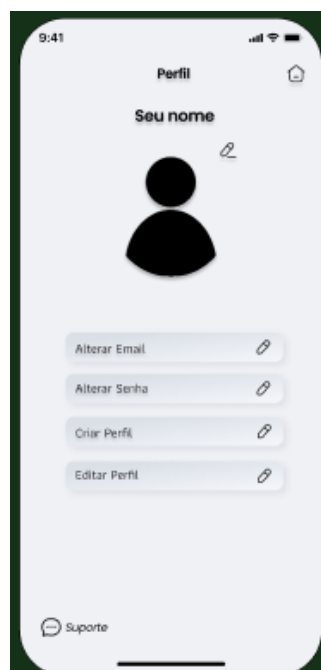 9:41
Perfil
Seu nome
Alterar Email
Alterar Senha
Criar Perfil
Editar Perfil
Suporte